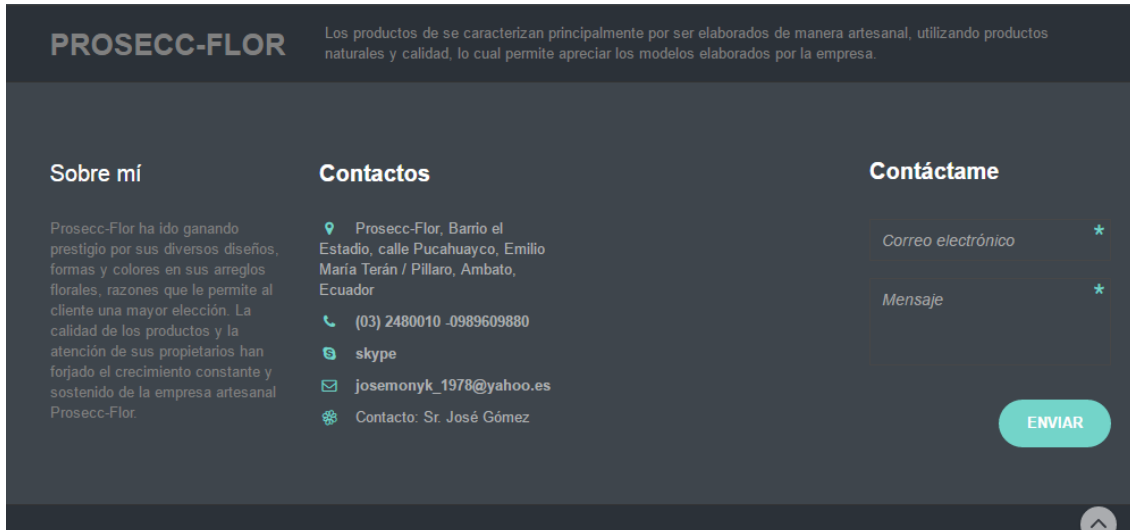 PROSECC-FLOR
Los productos de se caracterizan principalmente por ser elaborados de manera artesanal, utilizando productos
naturales y calidad, lo cual permite apreciar los modelos elaborados por la empresa.
Sobre mí
Prosecc-Flor ha ido ganando
prestigio por sus diversos diseños,
formas y colores en sus arreglos
florales, razones que le permite al
cliente una mayor elección. La
calidad de los productos y la
atención de sus propietarios han
forjado el crecimiento constante y
sostenido de la empresa artesanal
Prosecc-Flor.
Contactos
Prosecc-Flor, Barrio el
Estadio, calle Pucahuayco, Emilio
María Terán / Pillaro, Ambato,
Ecuador
(03) 2480010 -0989609880
skype
josemonyk_1978@yahoo.es
Contacto: Sr. José Gómez
Contáctame
Correo electrónico *
Mensaje *
ENVIAR